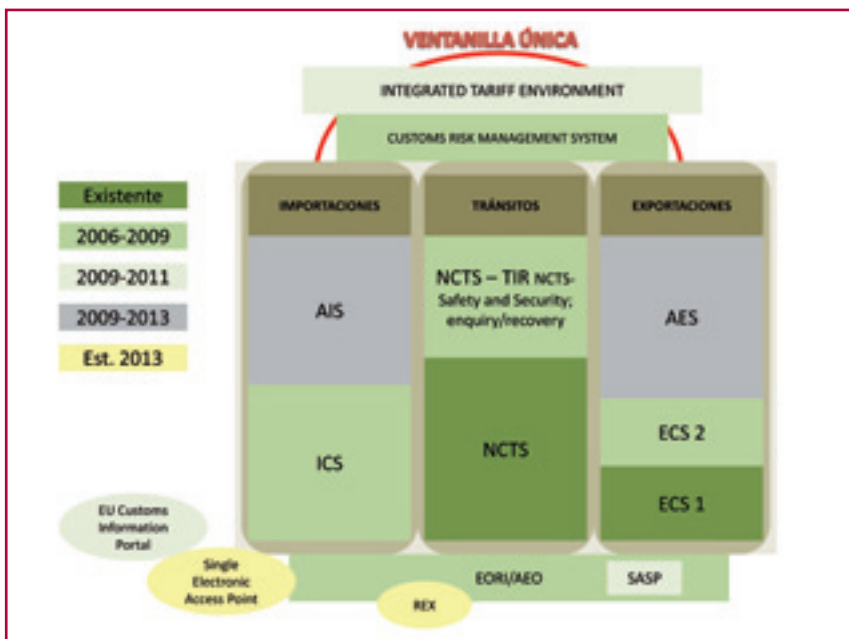 VENTANILLA ÚNICA
INTEGRATED TARIFF ENVIRONMENT
CUSTOMS RISK MANAGEMENT SYSTEM
Existente
2006-2009
2009-2011
2009-2013
Est. 2013
IMPORTACIONES
TRÁNSITOS
EXPORTACIONES
AIS
NCTS – TIR NCTS-
Safety and Security;
enquiry/recovery
AES
ICS
NCTS
ECS 2
ECS 1
EU Customs
Information
Portal
Single
Electronic
Access Point
EORI/AEO
SASP
REX